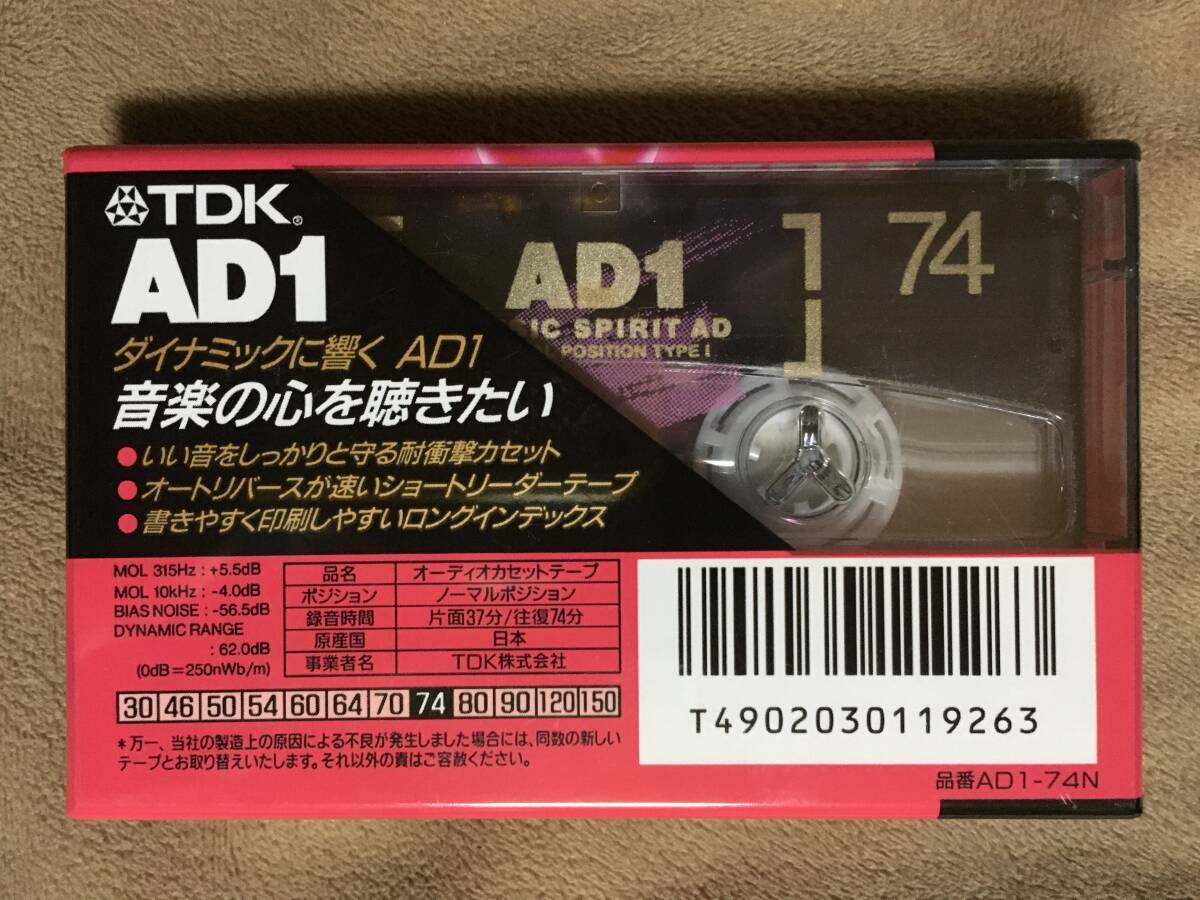 TDK®
AD1
ダイナミックに響く AD1
音楽の心を聴きたい
●いい音をしっかりと守る耐衝撃カセット
●オートリバースが速いショートリーダーテープ
●書きやすく印刷しやすいロングインデックス
AD1
SPIRIT AD
POSITION TYPE I
74
MOL 315Hz : +5.5dB
MOL 10kHz : -4.0dB
BIAS NOISE : -56.5dB
DYNAMIC RANGE
: 62.0dB
(0dB=250nWb/m)
品名 オーディオカセットテープ
ポジション ノーマルポジション
録音時間 片面37分/往復74分
原産国 日本
事業者名 TDK株式会社
30 46 50 54 60 64 70 74 80 90 120 150
*万一、当社の製造上の原因による不良が発生しました場合には、同数の新しい
テープとお取り替えいたします。それ以外の責はご容赦ください。
T4902030119263
品番AD1-74N